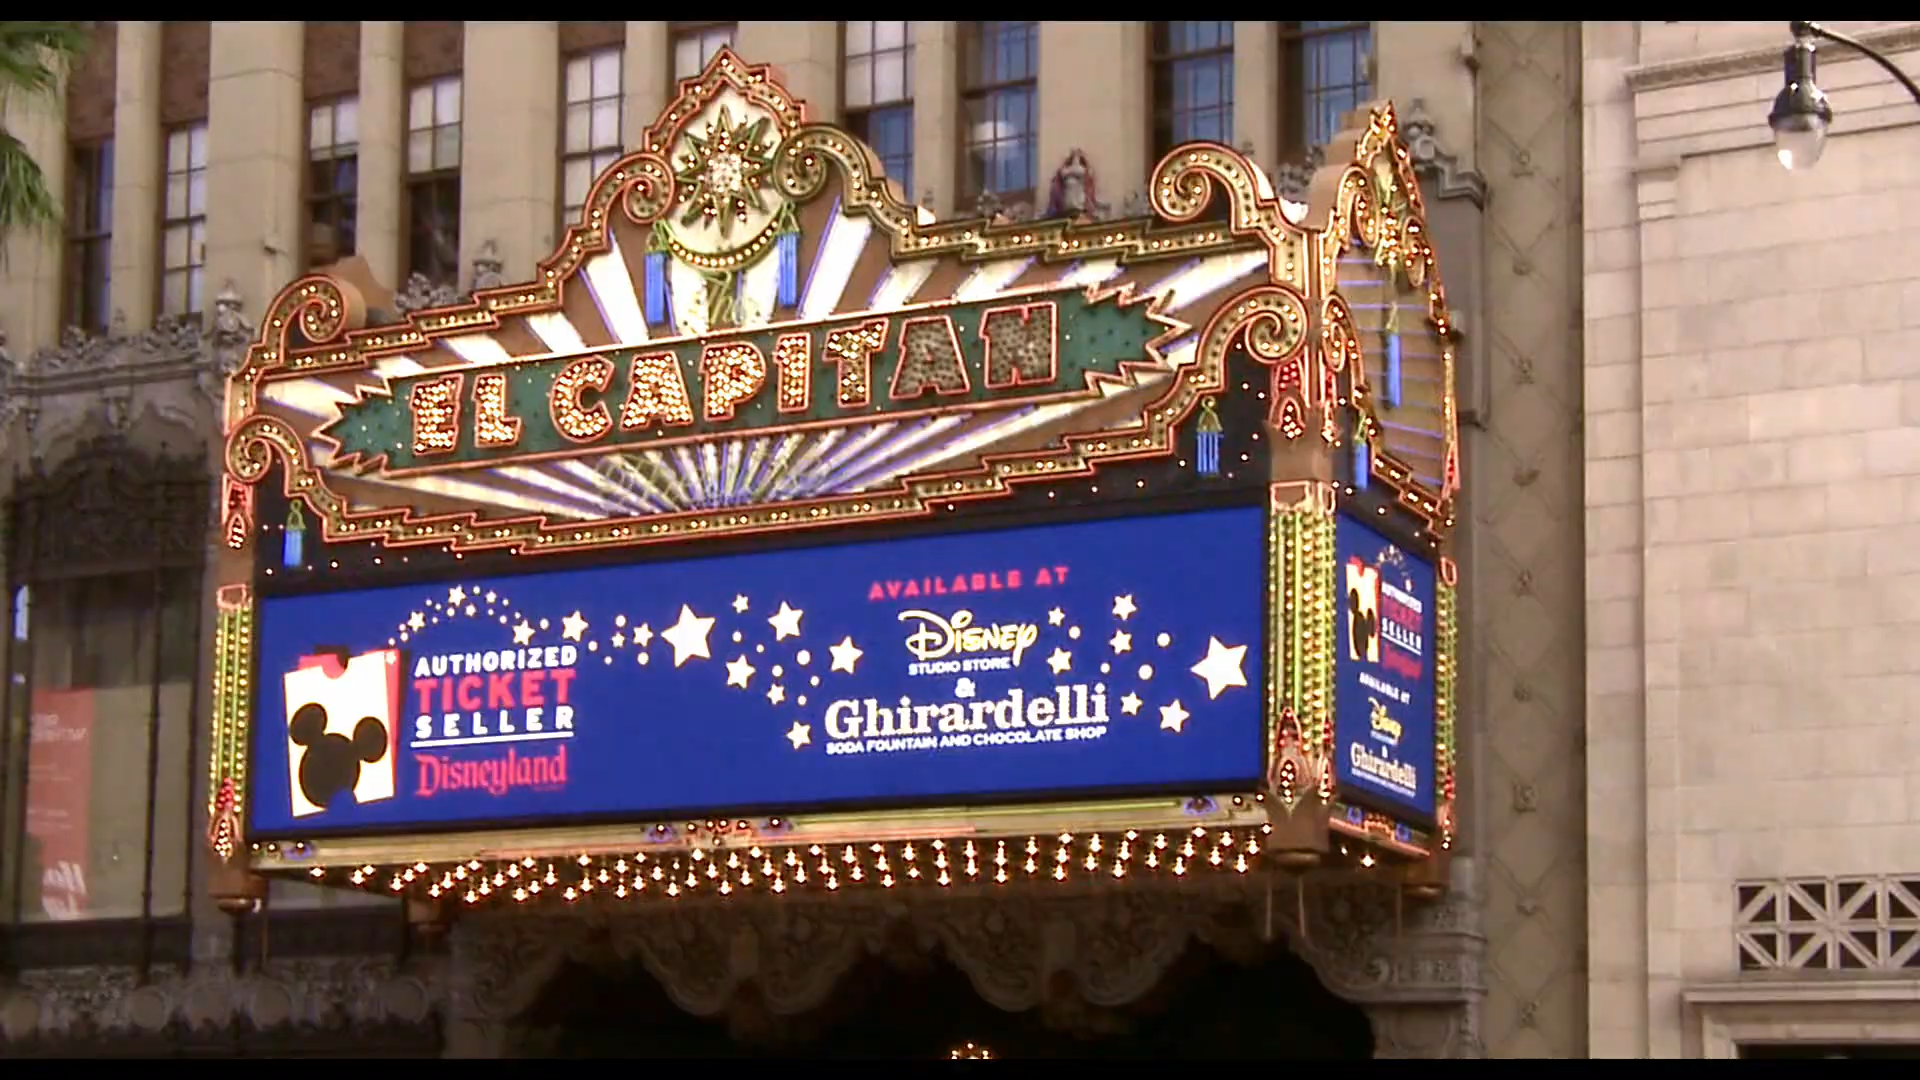 The
EL CAPITAN
AUTHORIZED
TICKET
SELLER
Disneyland
AVAILABLE AT
Disney
STUDIO STORE
&
Ghirardelli
SODA FOUNTAIN AND CHOCOLATE SHOP
AUTHORIZED
TICKET
SELLER
Disneyland
AVAILABLE AT
Disney
&
Ghirardelli